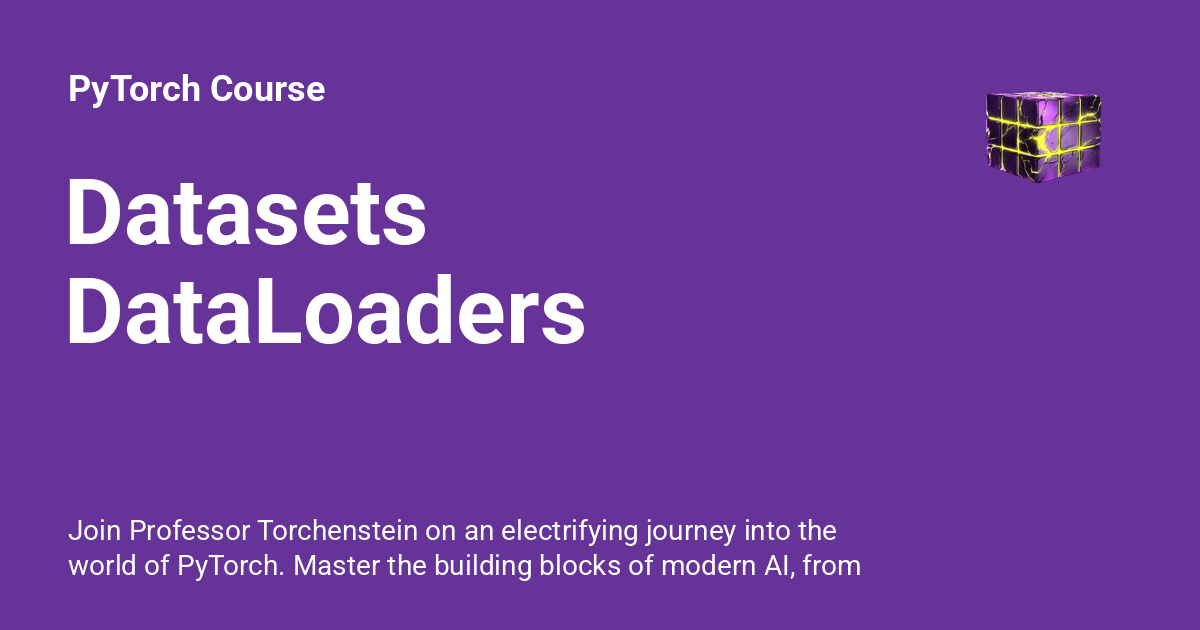 PyTorch Course
Datasets
DataLoaders
Join Professor Torchenstein on an electrifying journey into the
world of PyTorch. Master the building blocks of modern AI, from